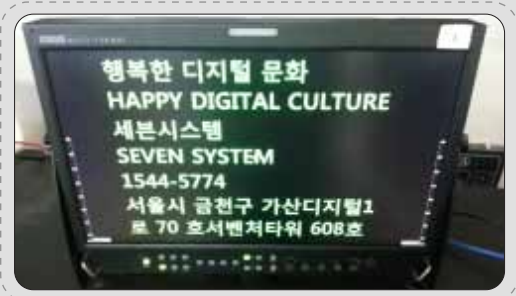 행복한 디지털 문화
HAPPY DIGITAL CULTURE
세븐시스템
SEVEN SYSTEM
1544-5774
서울시 금천구 가산디지털1
로 70 호서벤처타워 608호